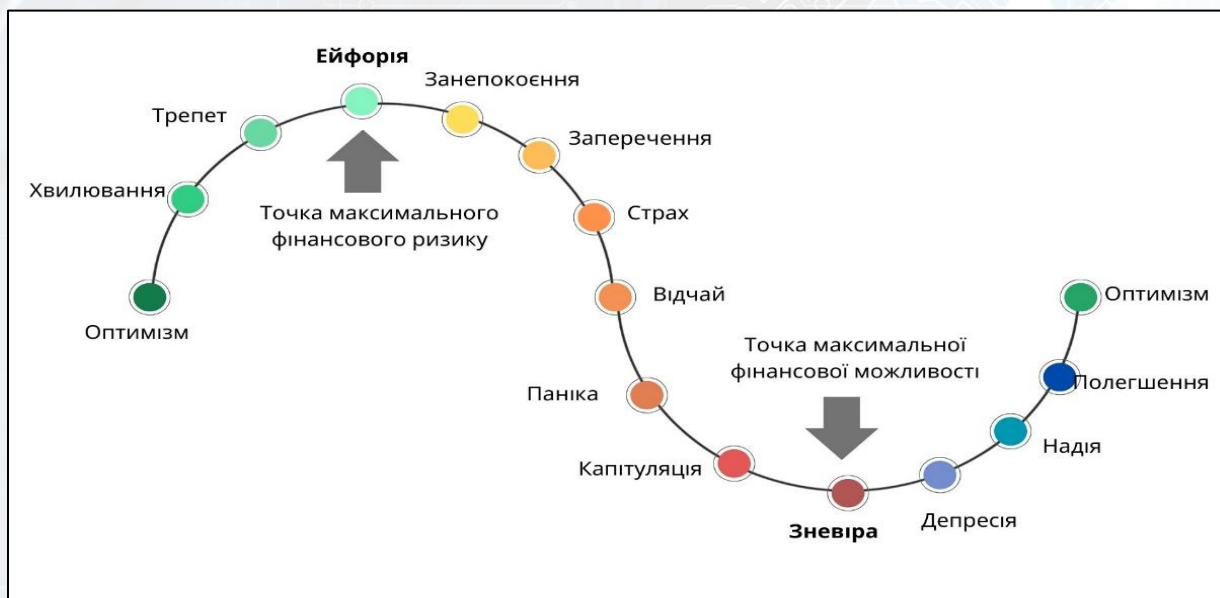 Ейфорія
Занепокоєння
Трепет
Заперечення
Хвилювання
Точка максимального
фінансового ризику
Страх
Відчай
Оптимізм
Оптимізм
Точка максимальної
фінансової можливості
Паніка
Полегшення
Капітуляція
Надія
Зневіра
Депресія